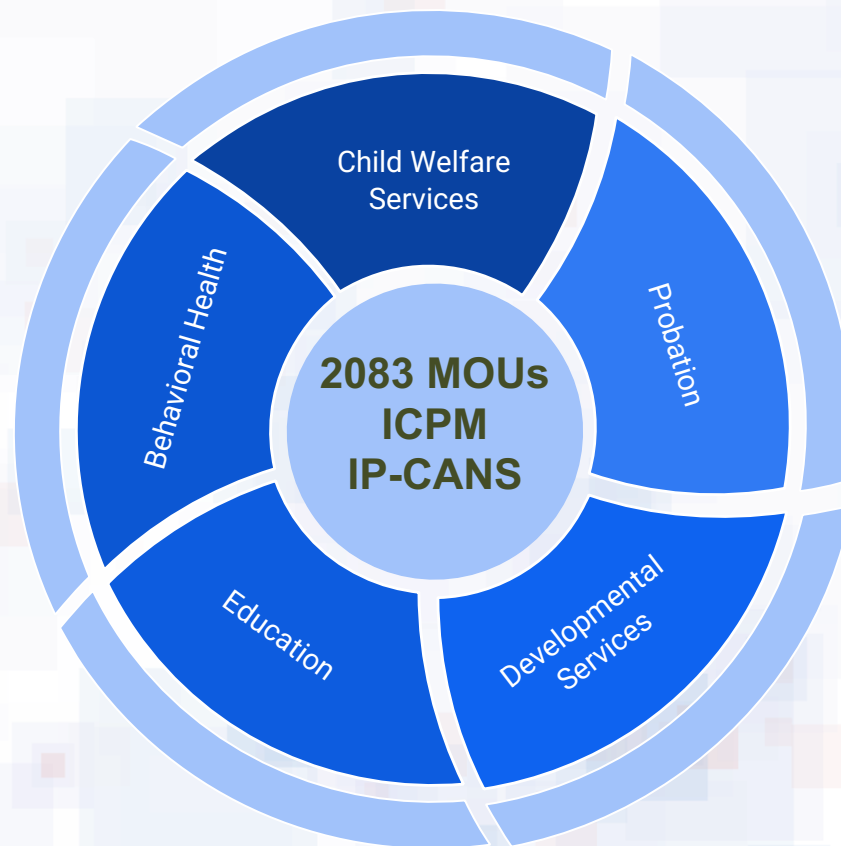 Child Welfare
Services
Probation
Developmental
Services
Education
Behavioral Health
2083 MOUs
ICPM
IP-CANS